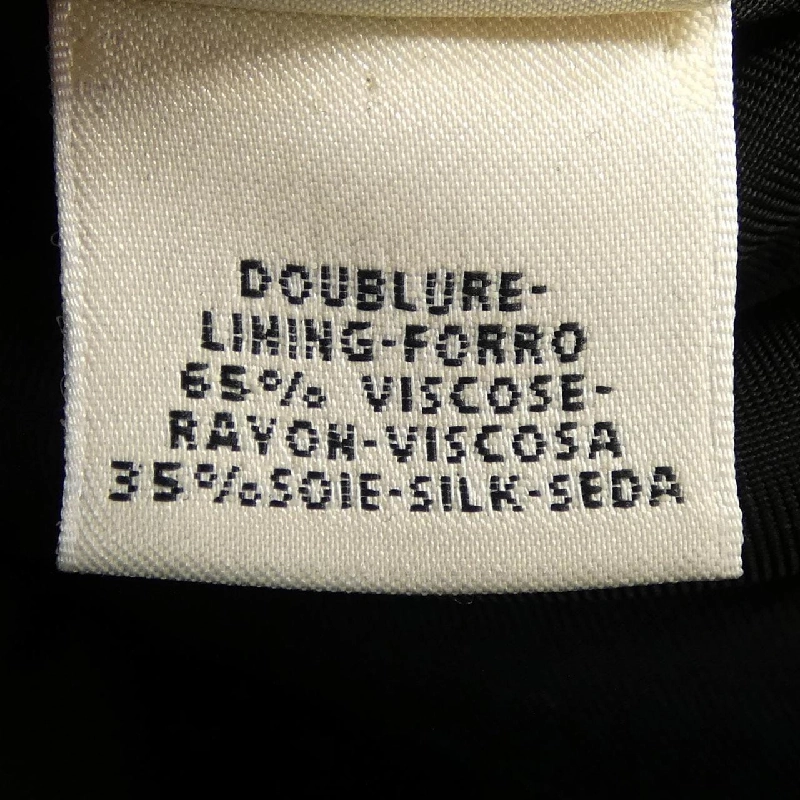 DOUBLURE-
LINING-FORRO
65% VISCOSE-
RAYON-VISCOSA
35%SOIE-SILK-SEDA